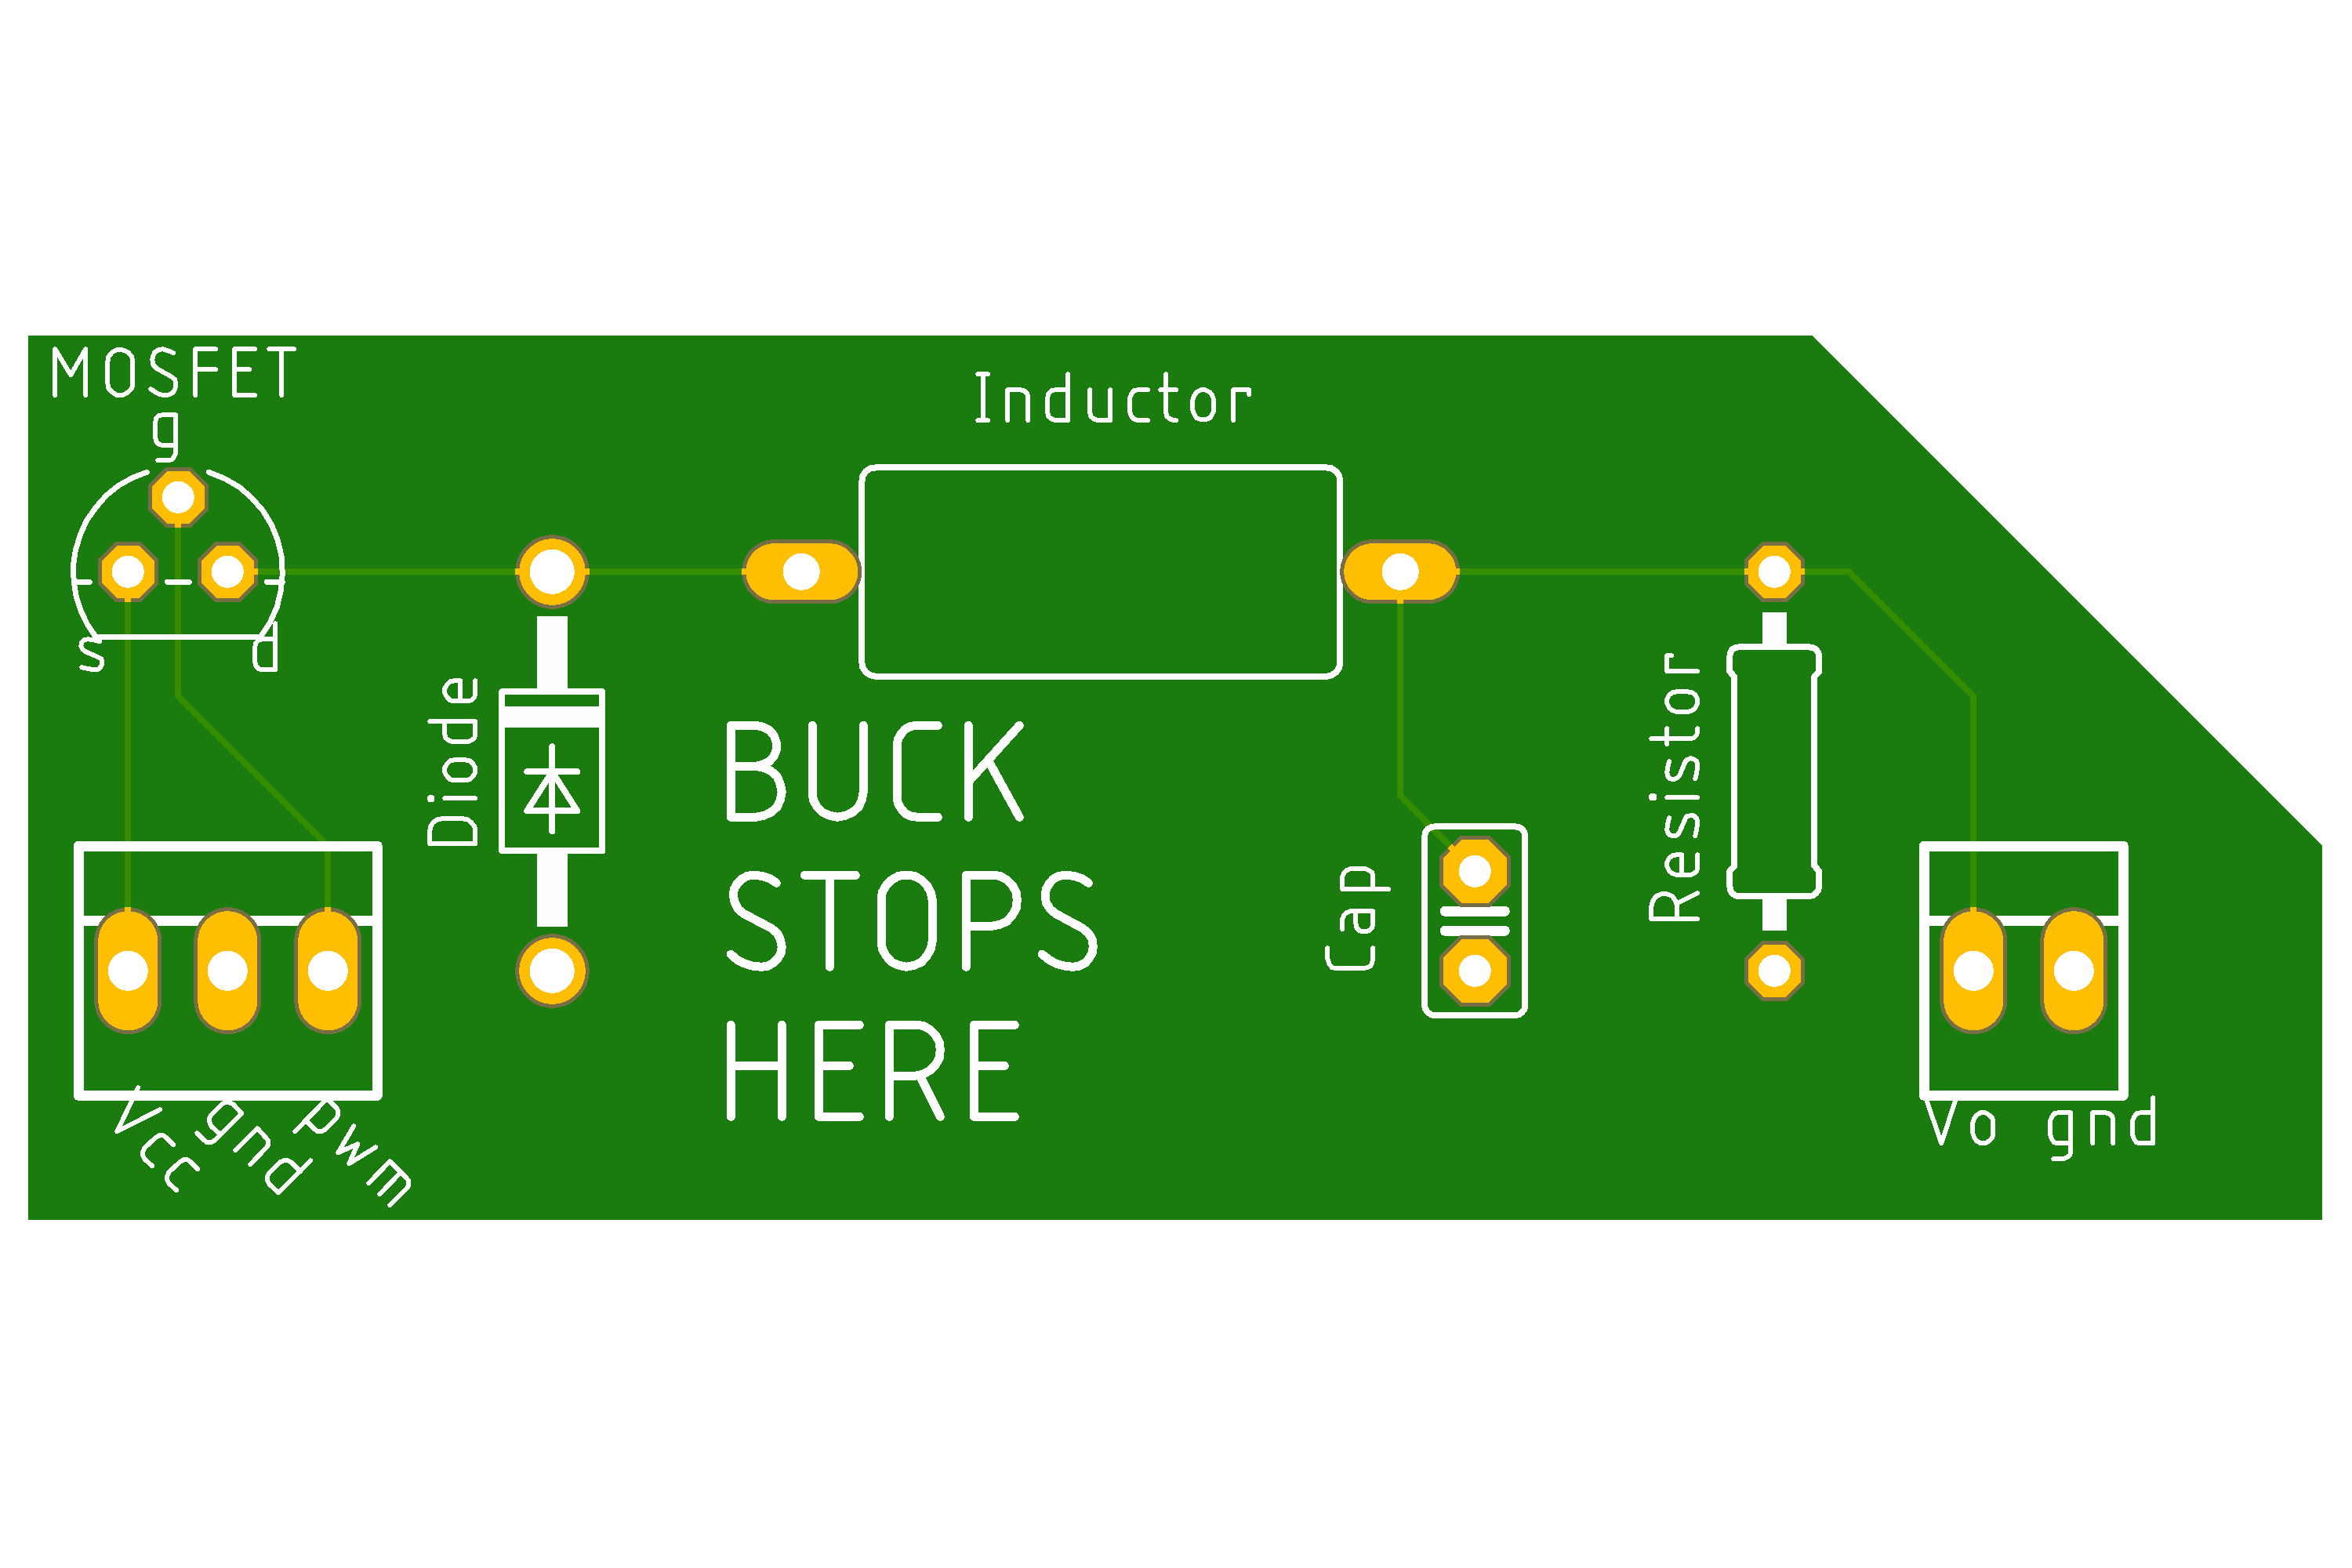 MOSFET
g
s
d
Inductor
Diode
BUCK
STOPS
HERE
Cap
Resistor
Vcc
gnd
pwm
Vo gnd